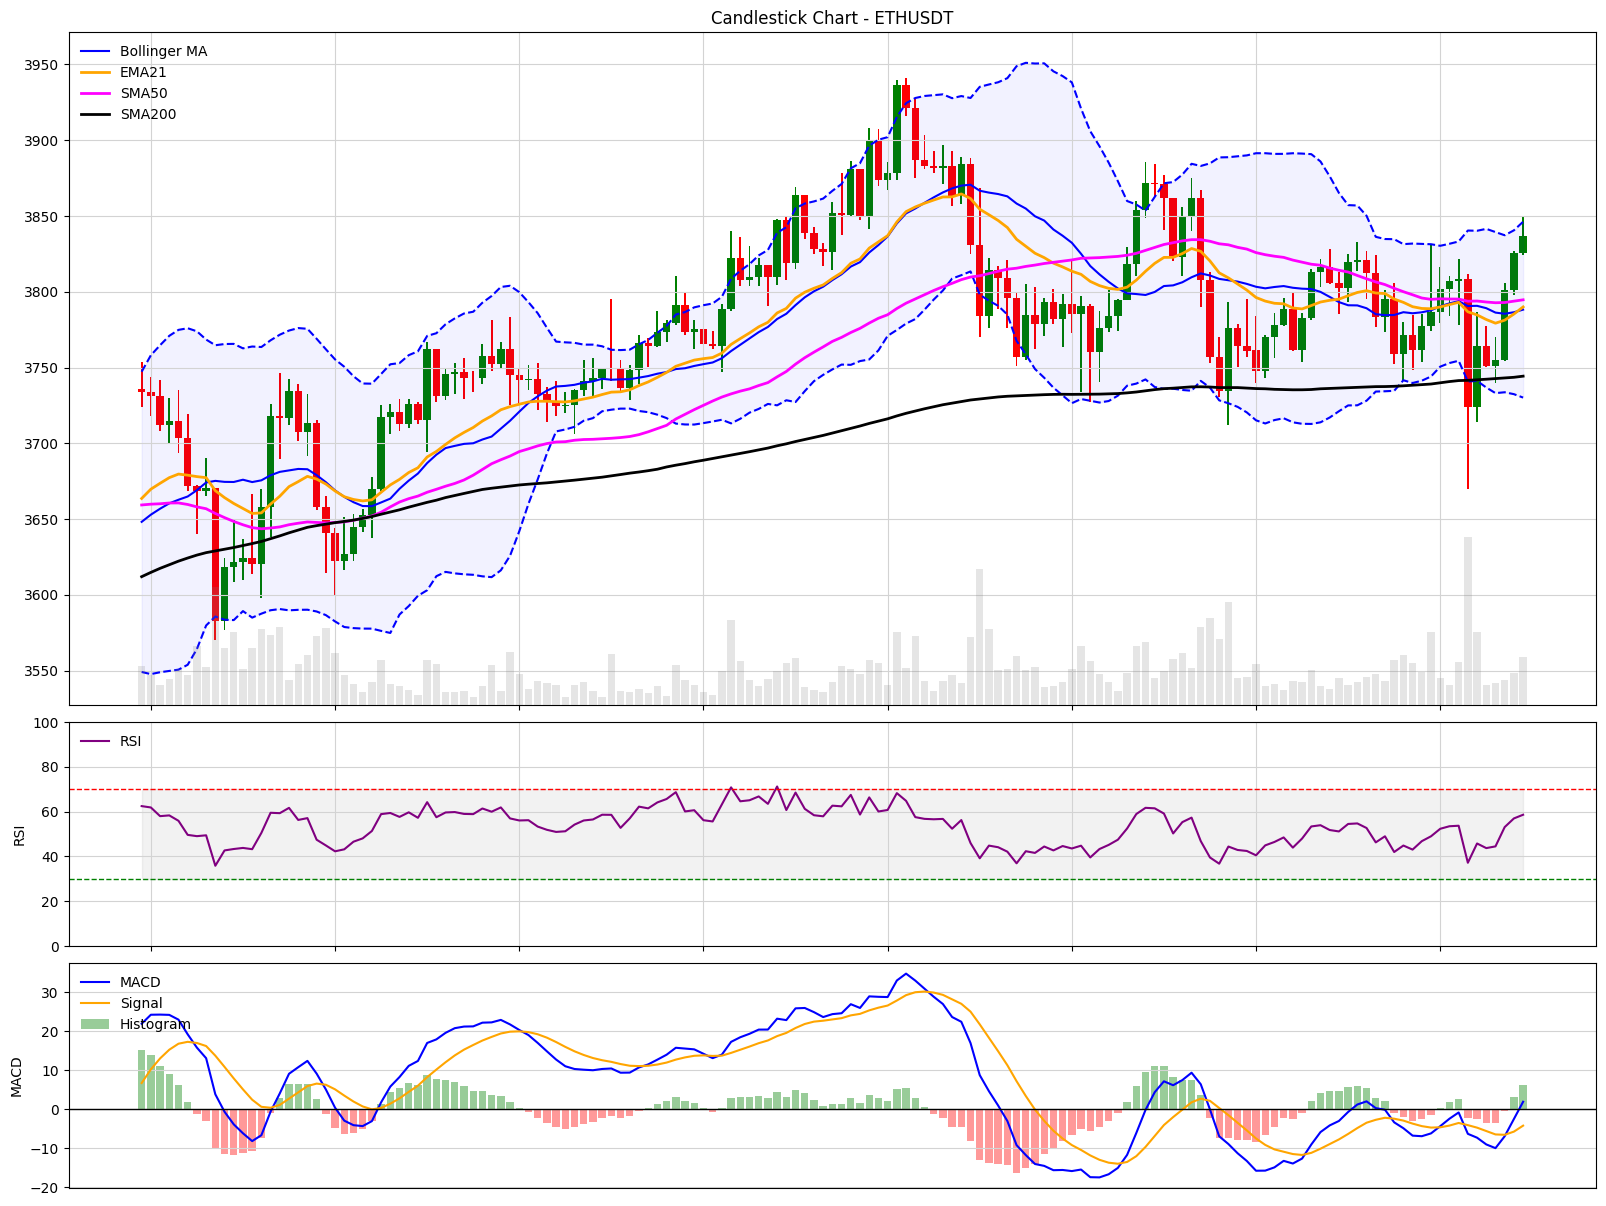 Candlestick Chart - ETHUSDT
Bollinger MA
EMA21
SMA50
SMA200
3950
3900
3850
3800
3750
3700
3650
3600
3550
RSI
100
80
60
40
20
0
RSI
MACD
Signal
Histogram
30
20
10
0
−10
−20
MACD